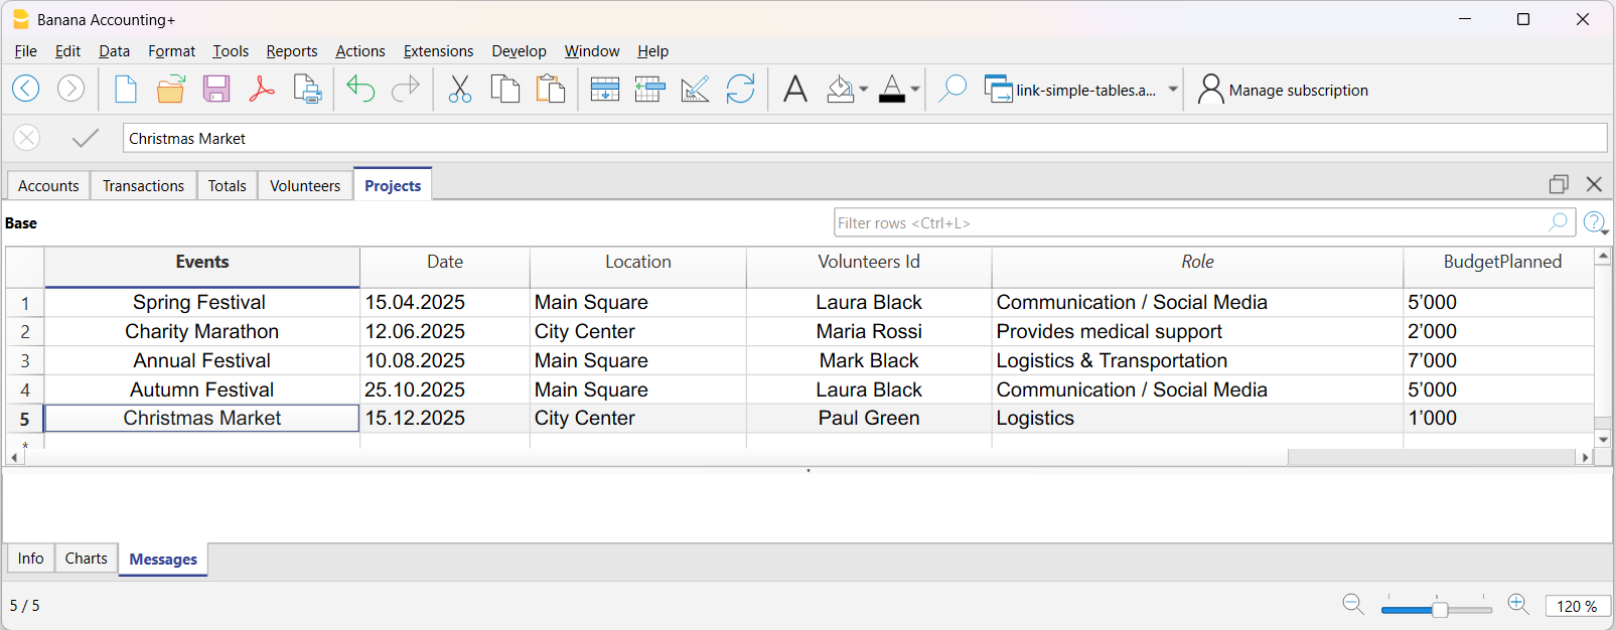 Banana Accounting+
File Edit Data Format Tools Reports Actions Extensions Develop Window Help
link-simple-tables.a... Manage subscription
Christmas Market
Accounts Transactions Totals Volunteers Projects
Base Filter rows <Ctrl+L>
Events Date Location Volunteers Id Role BudgetPlanned
1 Spring Festival 15.04.2025 Main Square Laura Black Communication / Social Media 5’000
2 Charity Marathon 12.06.2025 City Center Maria Rossi Provides medical support 2’000
3 Annual Festival 10.08.2025 Main Square Mark Black Logistics & Transportation 7’000
4 Autumn Festival 25.10.2025 Main Square Laura Black Communication / Social Media 5’000
5 Christmas Market 15.12.2025 City Center Paul Green Logistics 1’000
*
Info Charts Messages
5 / 5 120 %